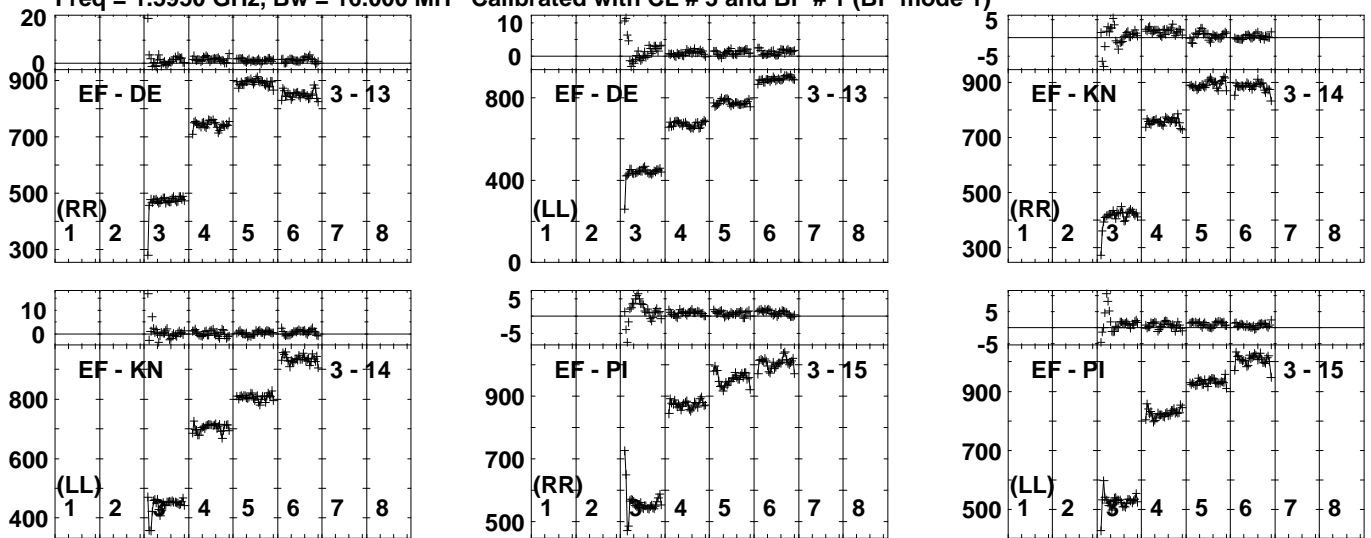 Freq = GHz, Bw = 16.000 Calibrated with # and BP # 1 (BP mode 1)
20
0
EF - DE 3 - 13
900
700
500
300
(RR)
1 2 3 4 5 6 7 8
10
0
EF - DE 3 - 13
800
400
0
(LL)
1 2 3 4 5 6 7 8
5
-5
EF - KN 3 - 14
900
700
500
300
(RR)
1 2 3 4 5 6 7 8
10
0
EF - KN 3 - 14
800
600
400
(LL)
1 2 3 4 5 6 7 8
5
-5
EF - PI 3 - 15
900
700
500
(RR)
1 2 3 4 5 6 7 8
5
-5
EF - PI 3 - 15
900
700
500
(LL)
1 2 3 4 5 6 7 8